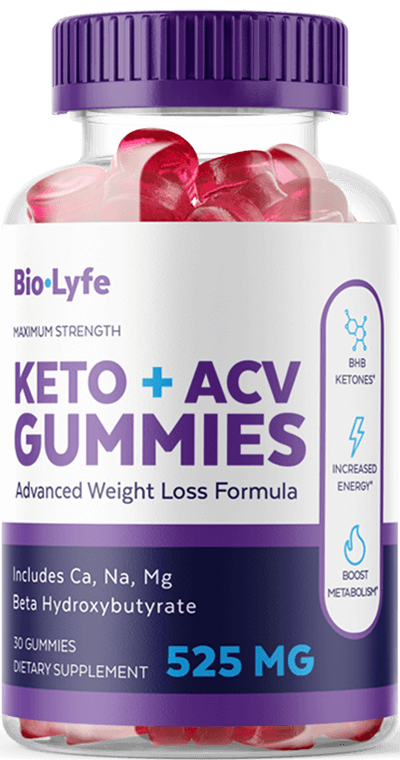 Bio•Lyfe
MAXIMUM STRENGTH
KETO + ACV
GUMMIES
Advanced Weight Loss Formula
Includes Ca, Na, Mg
Beta Hydroxybutyrate
30 GUMMIES
DIETARY SUPPLEMENT
525 MG
BHB
KETONES*
INCREASED
ENERGY*
BOOST
METABOLISM*